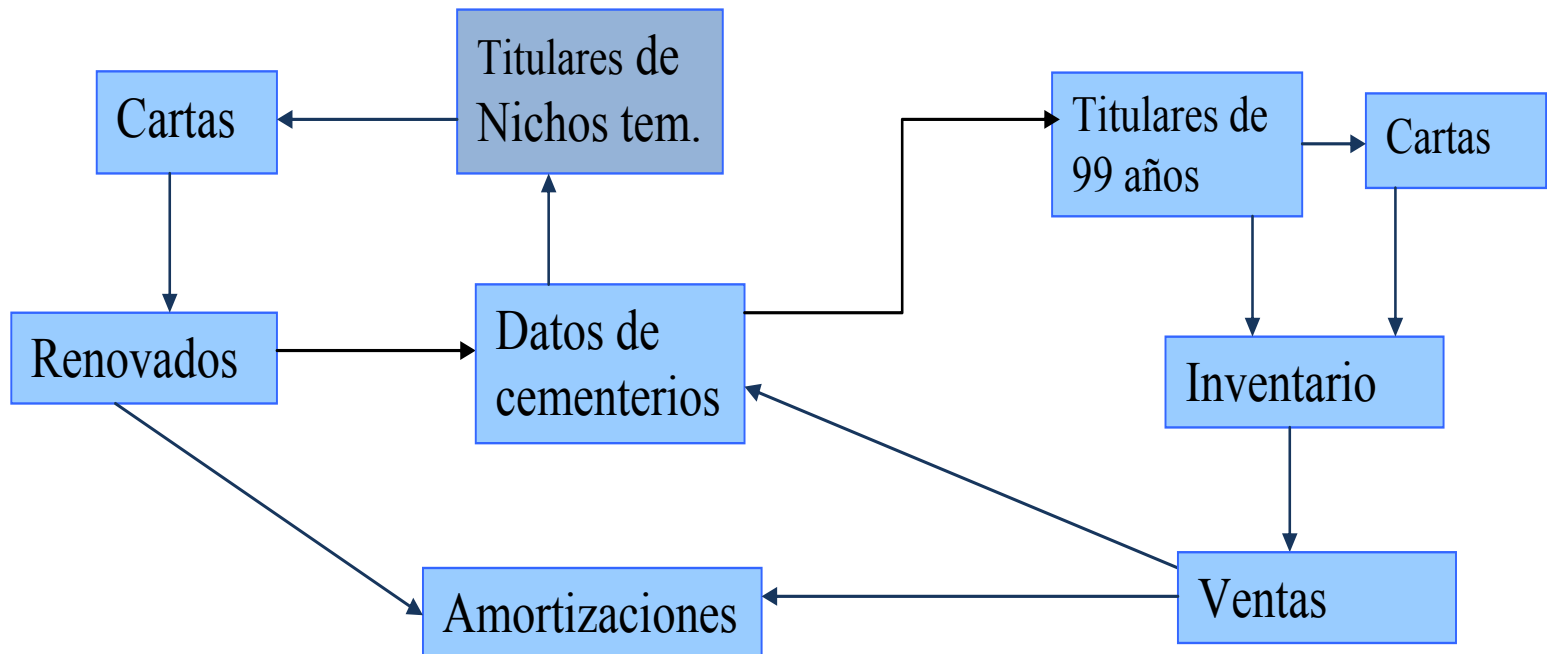 Titulares de
Nichos tem.
Cartas
Titulares de
99 años
Cartas
Renovados
Datos de
cementerios
Inventario
Amortizaciones
Ventas